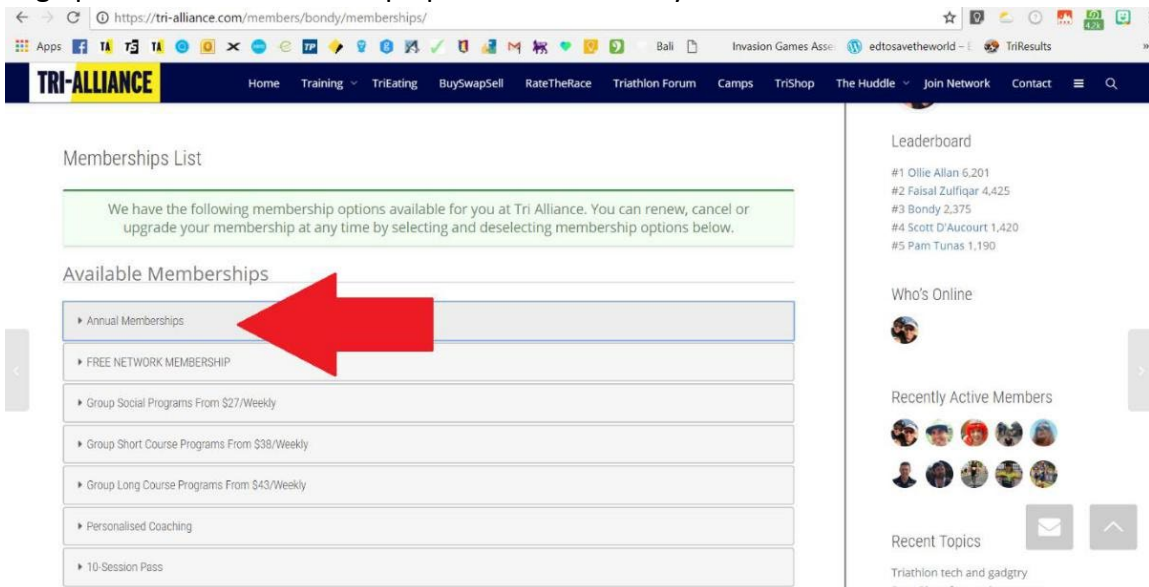 https://tri-alliance.com/members/bondy/memberships/
Apps
Bali
Invasion Games Asse
edtosavetheworld – E
TriResults
»
TRI-ALLIANCE
Home
Training
TriEating
BuySwapSell
RateTheRace
Triathlon Forum
Camps
TriShop
The Huddle
Join Network
Contact
Memberships List
We have the following membership options available for you at Tri Alliance. You can renew, cancel or
upgrade your membership at any time by selecting and deselecting membership options below.
Available Memberships
Annual Memberships
FREE NETWORK MEMBERSHIP
Group Social Programs From $27/Weekly
Group Short Course Programs From $38/Weekly
Group Long Course Programs From $43/Weekly
Personalised Coaching
10-Session Pass
Leaderboard
#1 Ollie Allan 6,201
#2 Faisal Zulfiqar 4,425
#3 Bondy 2,375
#4 Scott D'Aucourt 1,420
#5 Pam Tunas 1,190
Who's Online
Recently Active Members
Recent Topics
Triathlon tech and gadgtry